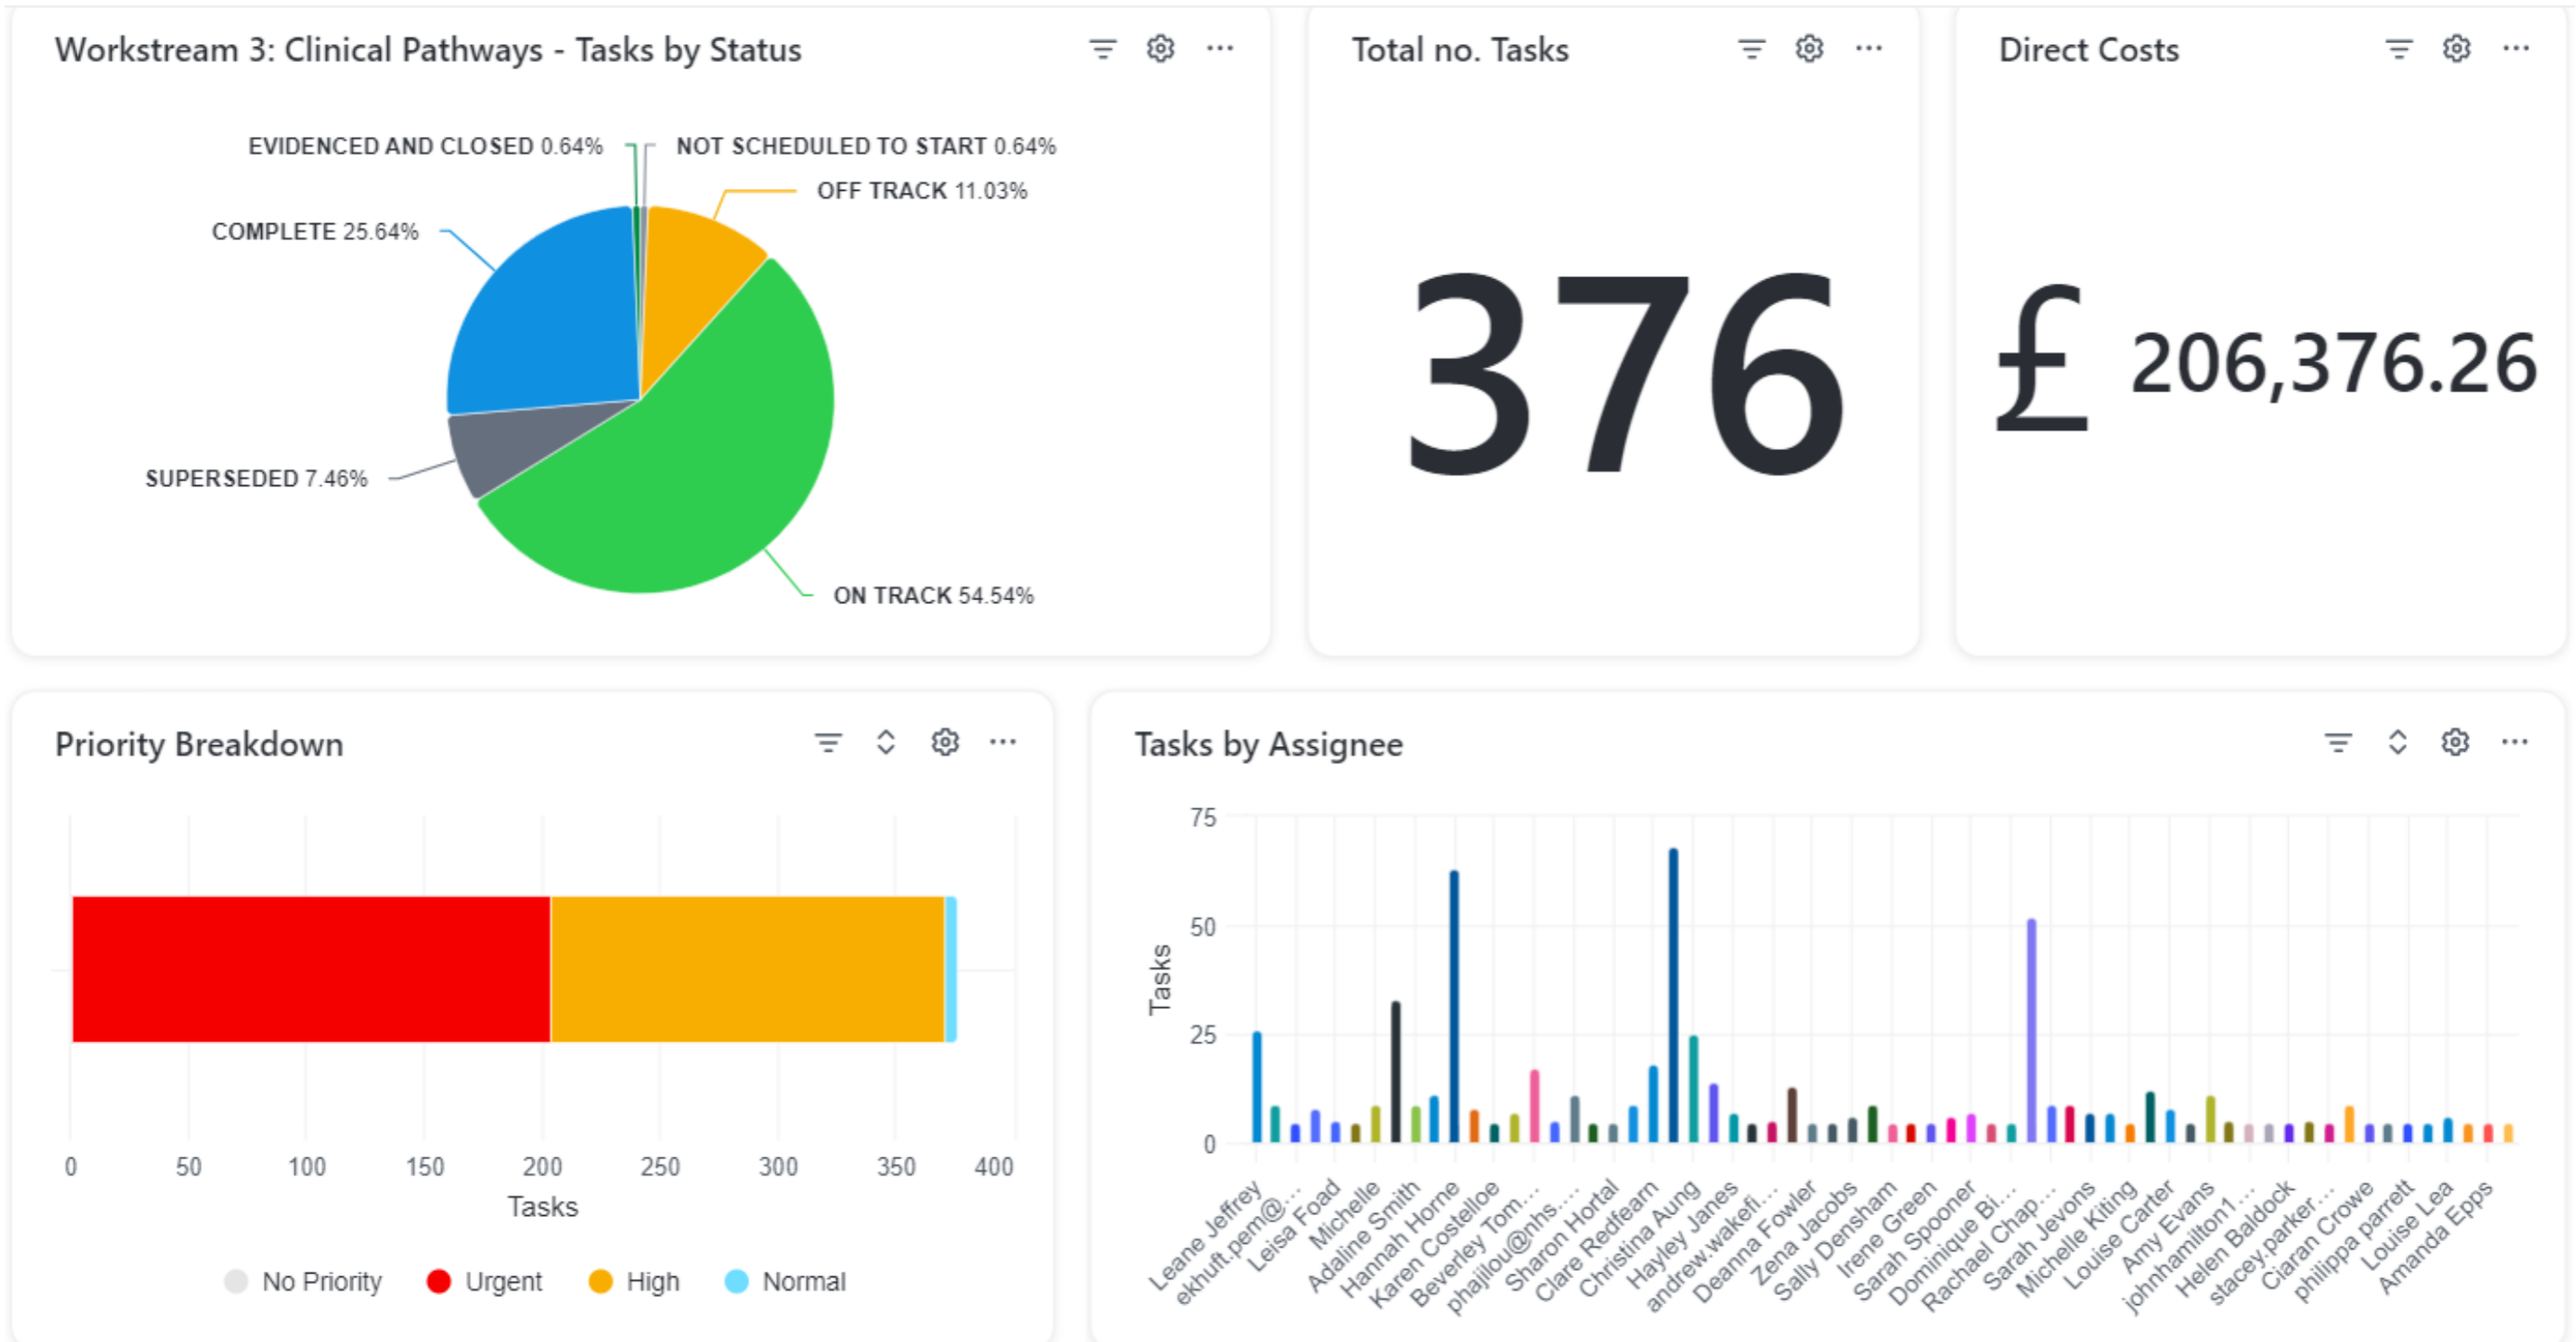 Workstream 3: Clinical Pathways - Tasks by Status
EVIDENCED AND CLOSED 0.64%
NOT SCHEDULED TO START 0.64%
OFF TRACK 11.03%
COMPLETE 25.64%
SUPERSEDED 7.46%
ON TRACK 54.54%
Total no. Tasks
376
Direct Costs
£ 206,376.26
Priority Breakdown
0 50 100 150 200 250 300 350 400
Tasks
No Priority Urgent High Normal
Tasks by Assignee
75
50
25
0
Tasks
Leane Jeffrey
ekhuft.pem@...
Leisa Foad
Michelle
Adaline Smith
Hannah Horne
Karen Costelloe
Beverley Tom...
phajilou@nhs....
Sharon Hortal
Clare Redfearn
Christina Aung
Hayley Janes
andrew.wakefi...
Deanna Fowler
Zena Jacobs
Sally Densham
Irene Green
Sarah Spooner
Dominique Bi...
Rachael Chap...
Sarah Jevons
Michelle Kiting
Louise Carter
Amy Evans
johnhamilton1...
Helen Baldock
stacey.parker...
Ciaran Crowe
philippa parrett
Louise Lea
Amanda Epps